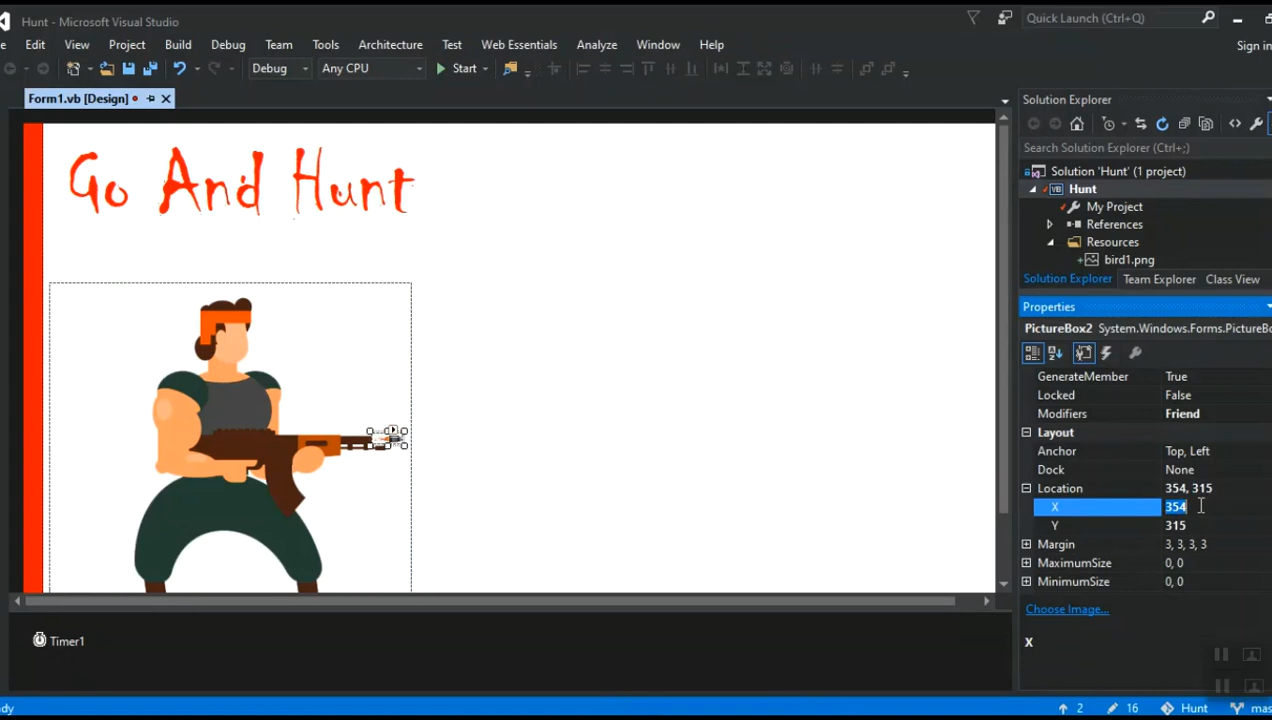 Hunt - Microsoft Visual Studio
Quick Launch (Ctrl+Q)
Edit View Project Build Debug Team Tools Architecture Test Web Essentials Analyze Window Help
Sign in
Debug Any CPU Start
Form1.vb [Design]
Go And Hunt
Timer1
Solution Explorer
Search Solution Explorer (Ctrl+;)
Solution 'Hunt' (1 project)
VB Hunt
My Project
References
Resources
bird1.png
Solution Explorer Team Explorer Class View
Properties
PictureBox2 System.Windows.Forms.PictureBo
GenerateMember True
Locked False
Modifiers Friend
Layout
Anchor Top, Left
Dock None
Location 354, 315
X 354
Y 315
Margin 3, 3, 3, 3
MaximumSize 0, 0
MinimumSize 0, 0
Choose Image...
X
dy 2 16 Hunt mas